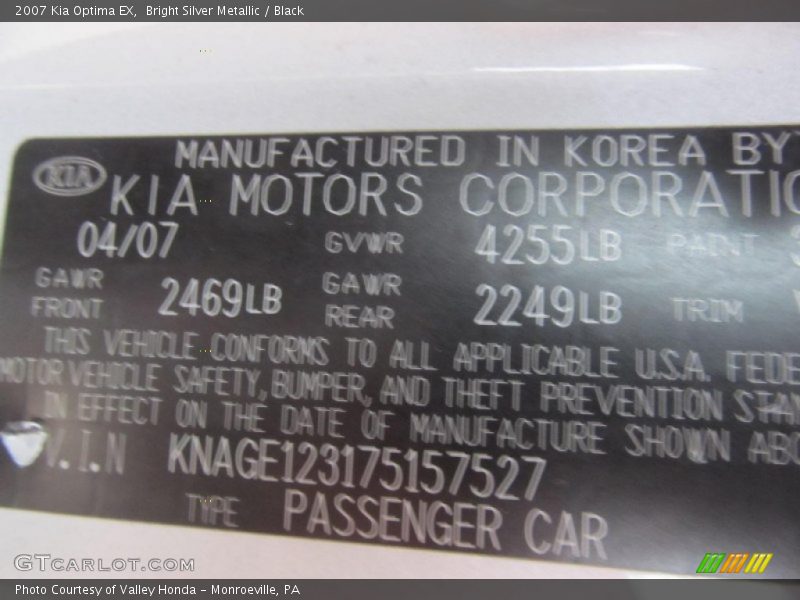 2007 Kia Optima EX,  Bright Silver Metallic / Black
MANUFACTURED IN KOREA BY
KIA KIA MOTORS CORPORATIO
04/07 GVWR 4255LB PAINT
GAWR FRONT 2469LB GAWR REAR 2249LB TRIM
THIS VEHICLE CONFORMS TO ALL APPLICABLE U.S.A. FEDE
MOTOR VEHICLE SAFETY, BUMPER, AND THEFT PREVENTION STAN
IN EFFECT ON THE DATE OF MANUFACTURE SHOWN ABO
V.I.N KNAGE123175157527
TYPE PASSENGER CAR
GTCARLOT.COM
Photo Courtesy of Valley Honda - Monroeville, PA